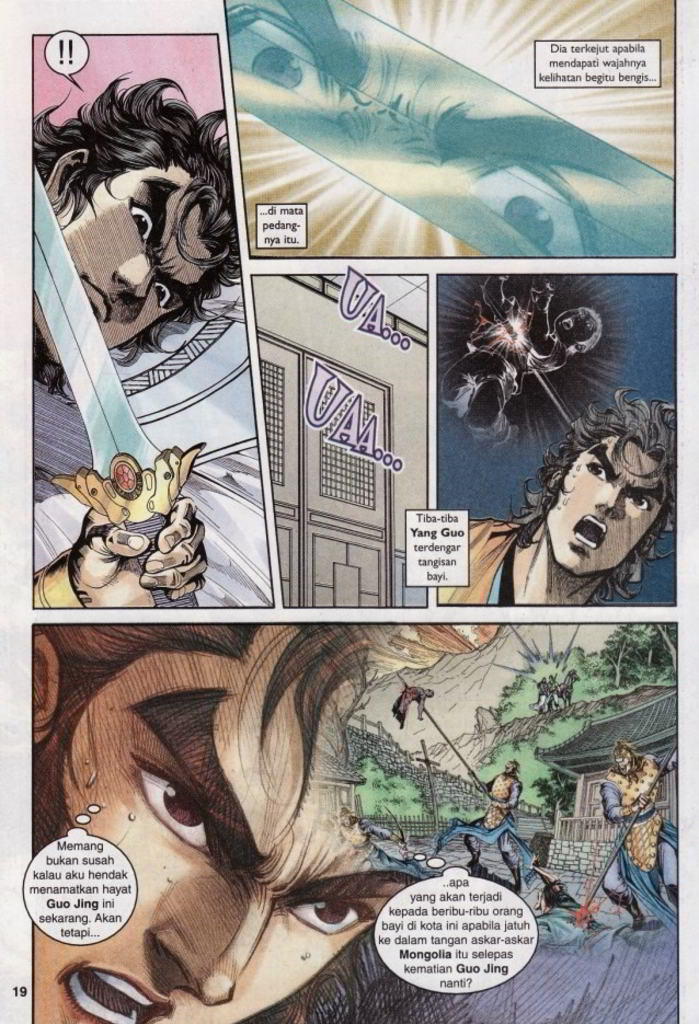 !!
Dia terkejut apabila
mendapati wajahnya
kelihatan begitu bengis...
...di mata
pedang-
nya itu.
UA...
UAA...
Tiba-tiba
Yang Guo
terdengar
tangisan
bayi.
Memang
bukan susah
kalau aku hendak
menamatkan hayat
Guo Jing ini
sekarang. Akan
tetapi...
..apa
yang akan terjadi
kepada beribu-ribu orang
bayi di kota ini apabila jatuh
ke dalam tangan askar-askar
Mongolia itu selepas
kematian Guo Jing
nanti?
19